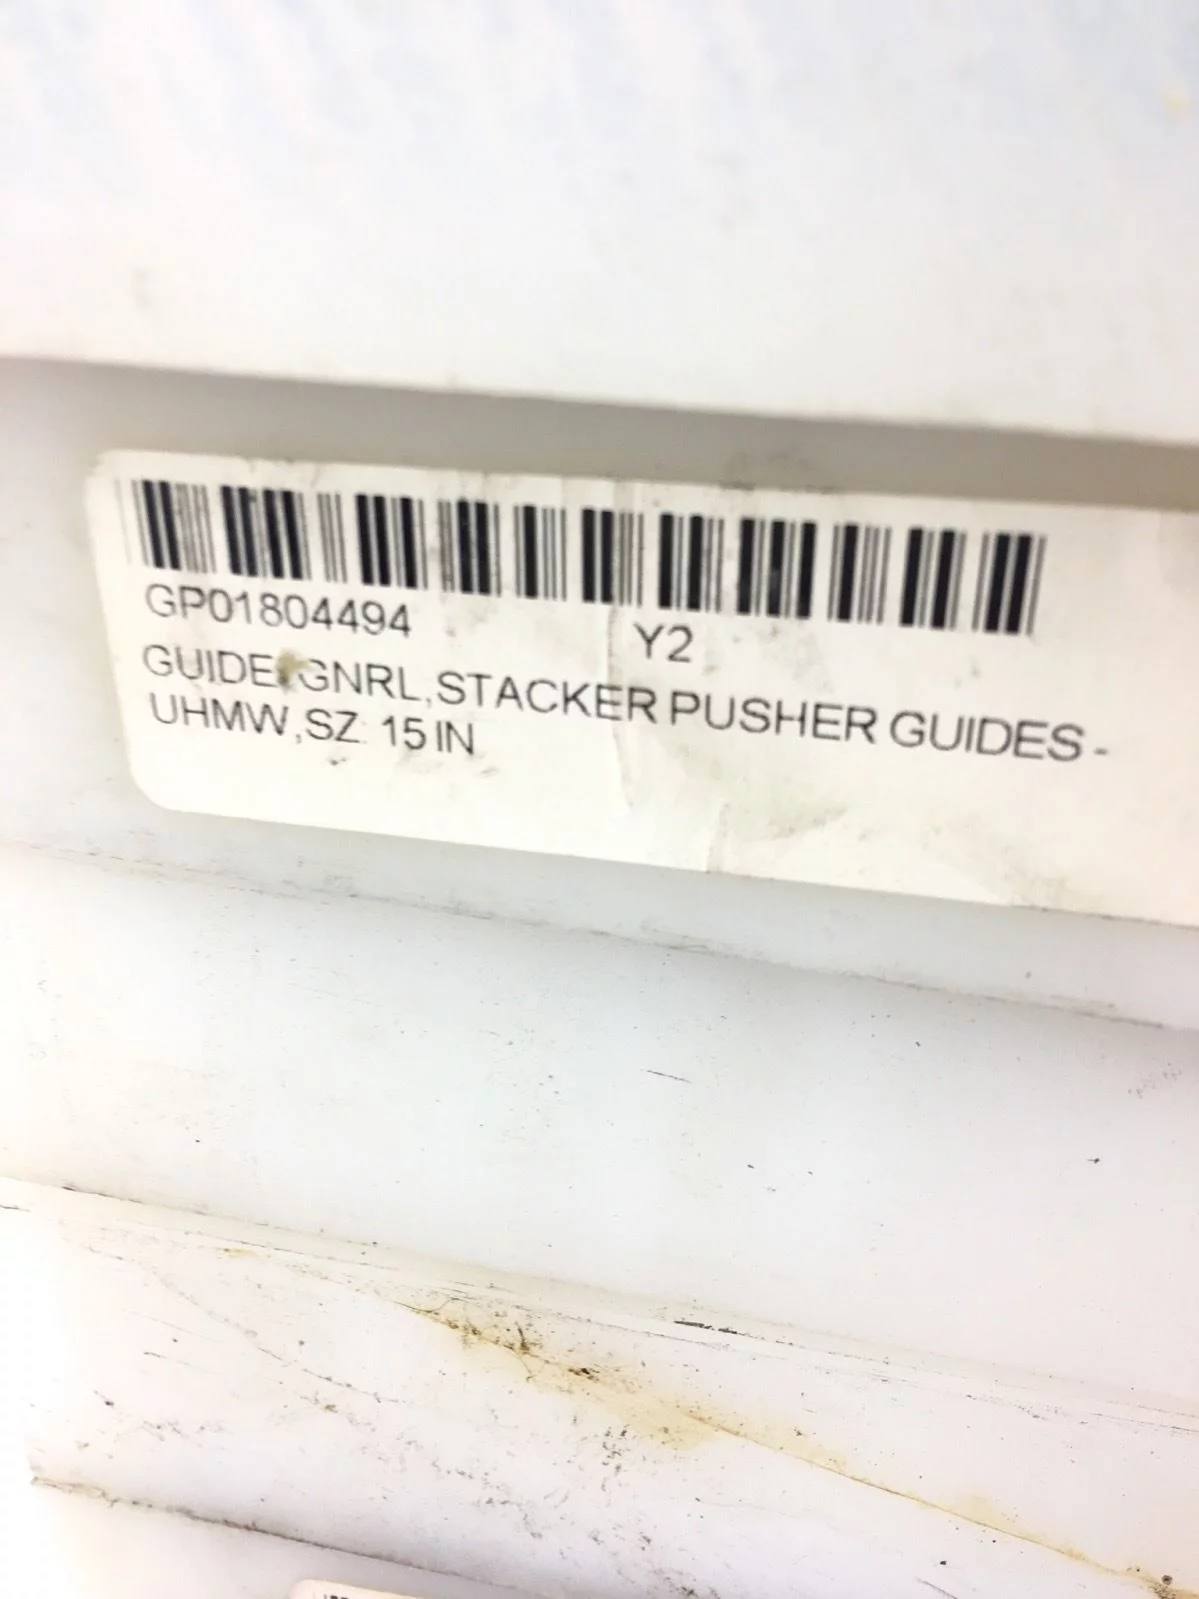 GP01804494 Y2
GUIDE,GNRL,STACKER PUSHER GUIDES -
UHMW,SZ: 15 IN